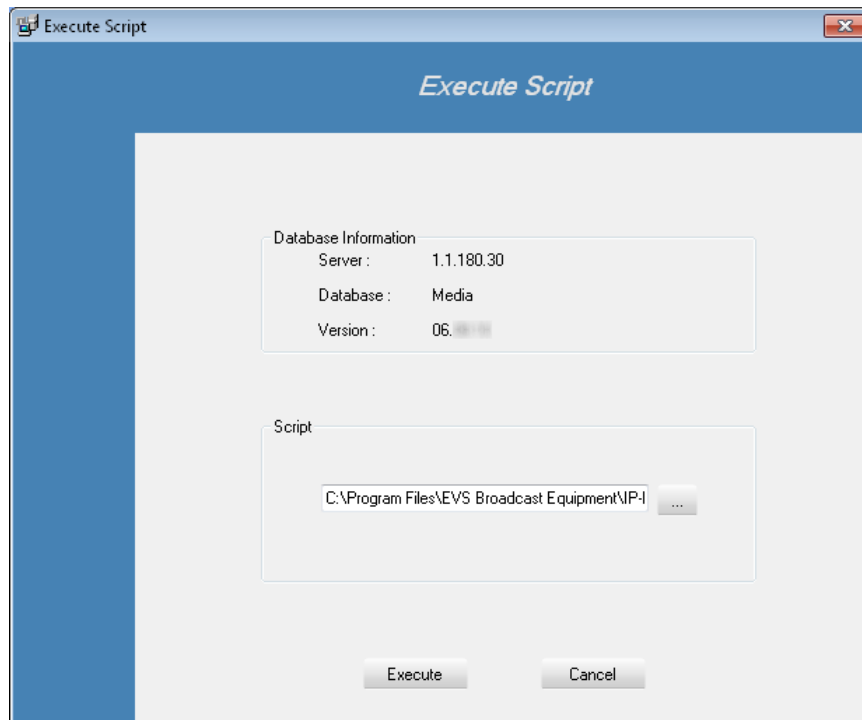 Execute Script
Execute Script
Database Information
Server : 1.1.180.30
Database : Media
Version : 06.
Script
C:\Program Files\EVS Broadcast Equipment\IP-I ...
Execute Cancel